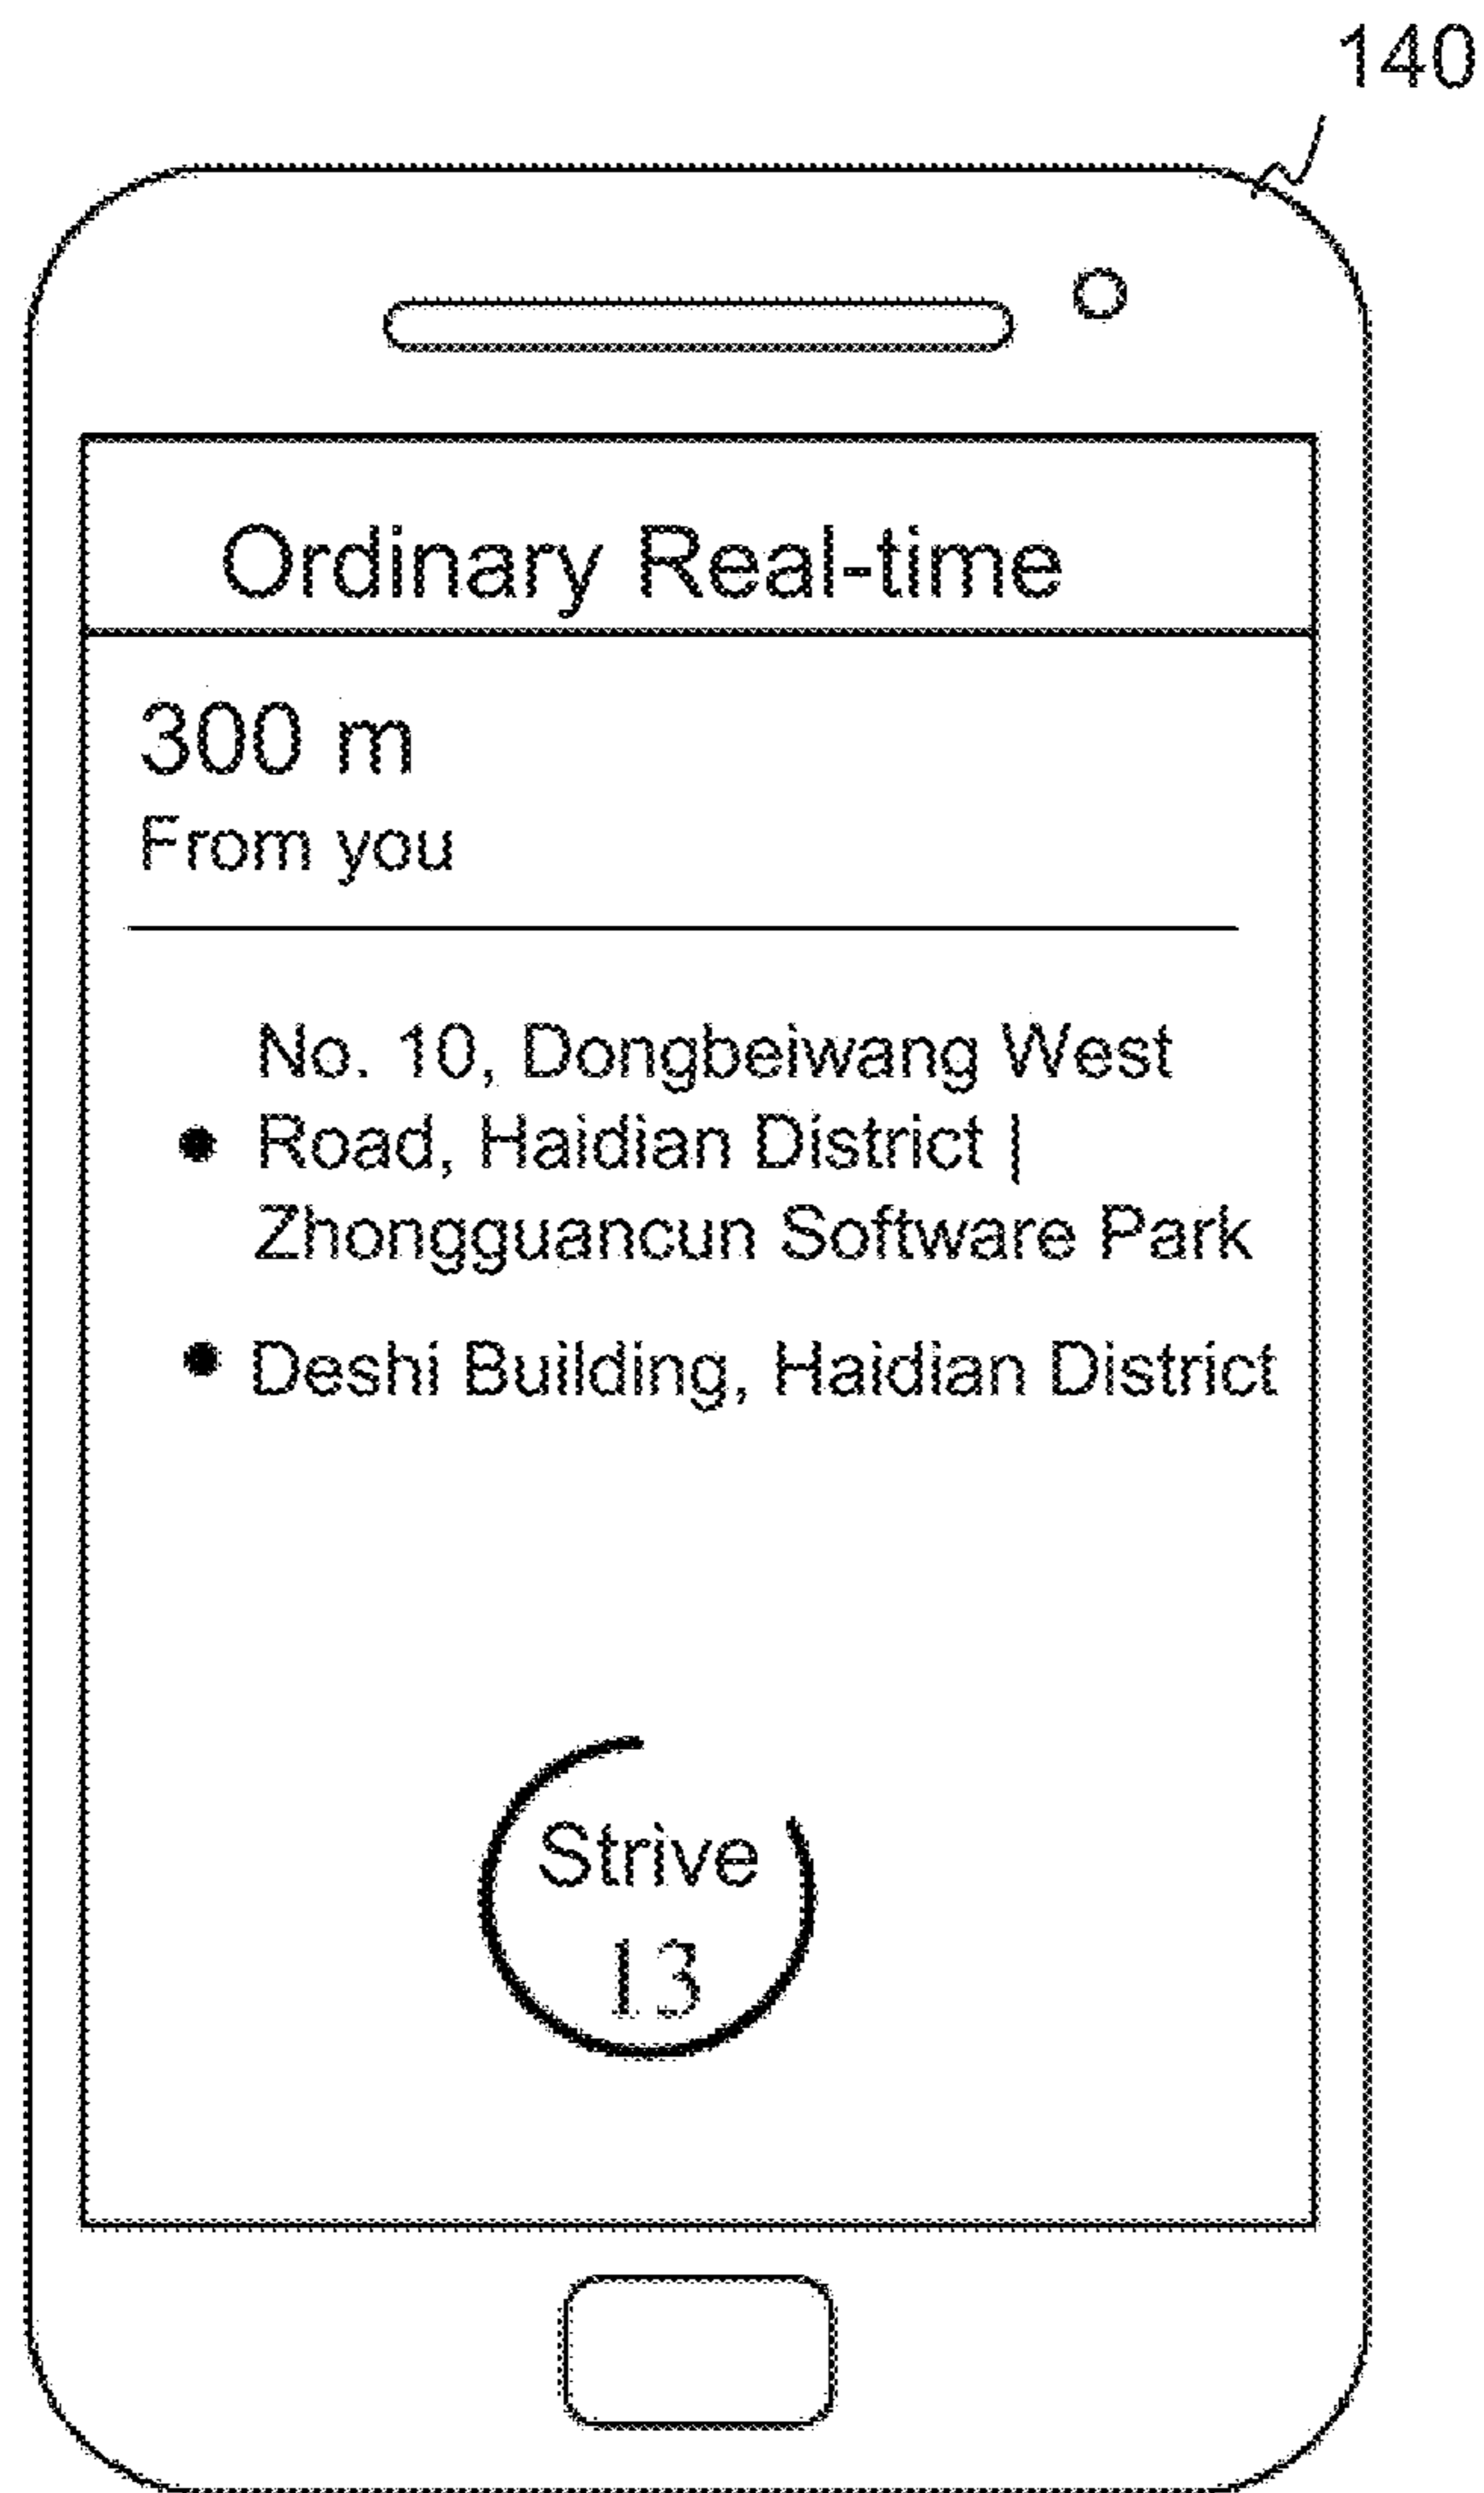 140
Ordinary Real-time
300 m
From you
No. 10, Dongbeiwang West
Road, Haidian District |
Zhongguancun Software Park
Deshi Building, Haidian District
Strive
13